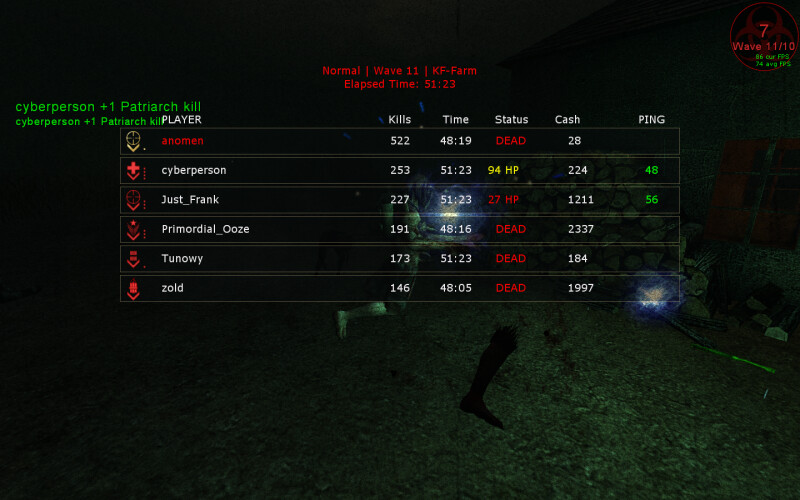 7
Wave 11/10
86 cur FPS
74 avg FPS
Normal | Wave 11 | KF-Farm
Elapsed Time: 51:23
cyberperson +1 Patriarch kill
cyberperson +1 Patriarch kill
PLAYER Kills Time Status Cash PING
anomen 522 48:19 DEAD 28
cyberperson 253 51:23 94 HP 224 48
Just_Frank 227 51:23 27 HP 1211 56
Primordial_Ooze 191 48:16 DEAD 2337
Tunowy 173 51:23 DEAD 184
zold 146 48:05 DEAD 1997